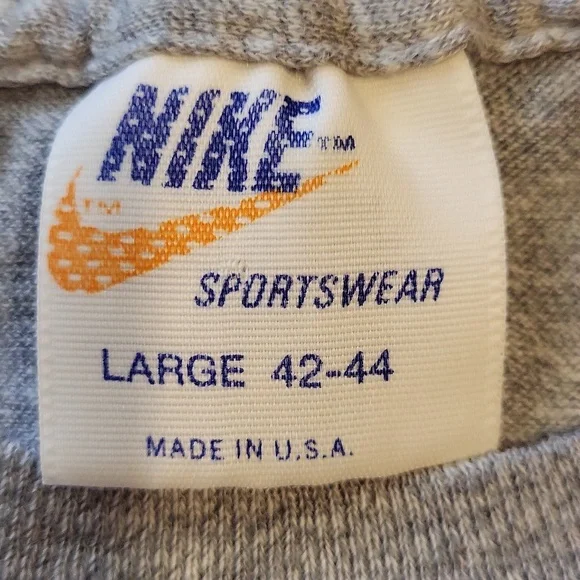 NIKE™
™
SPORTSWEAR
LARGE 42-44
MADE IN U.S.A.